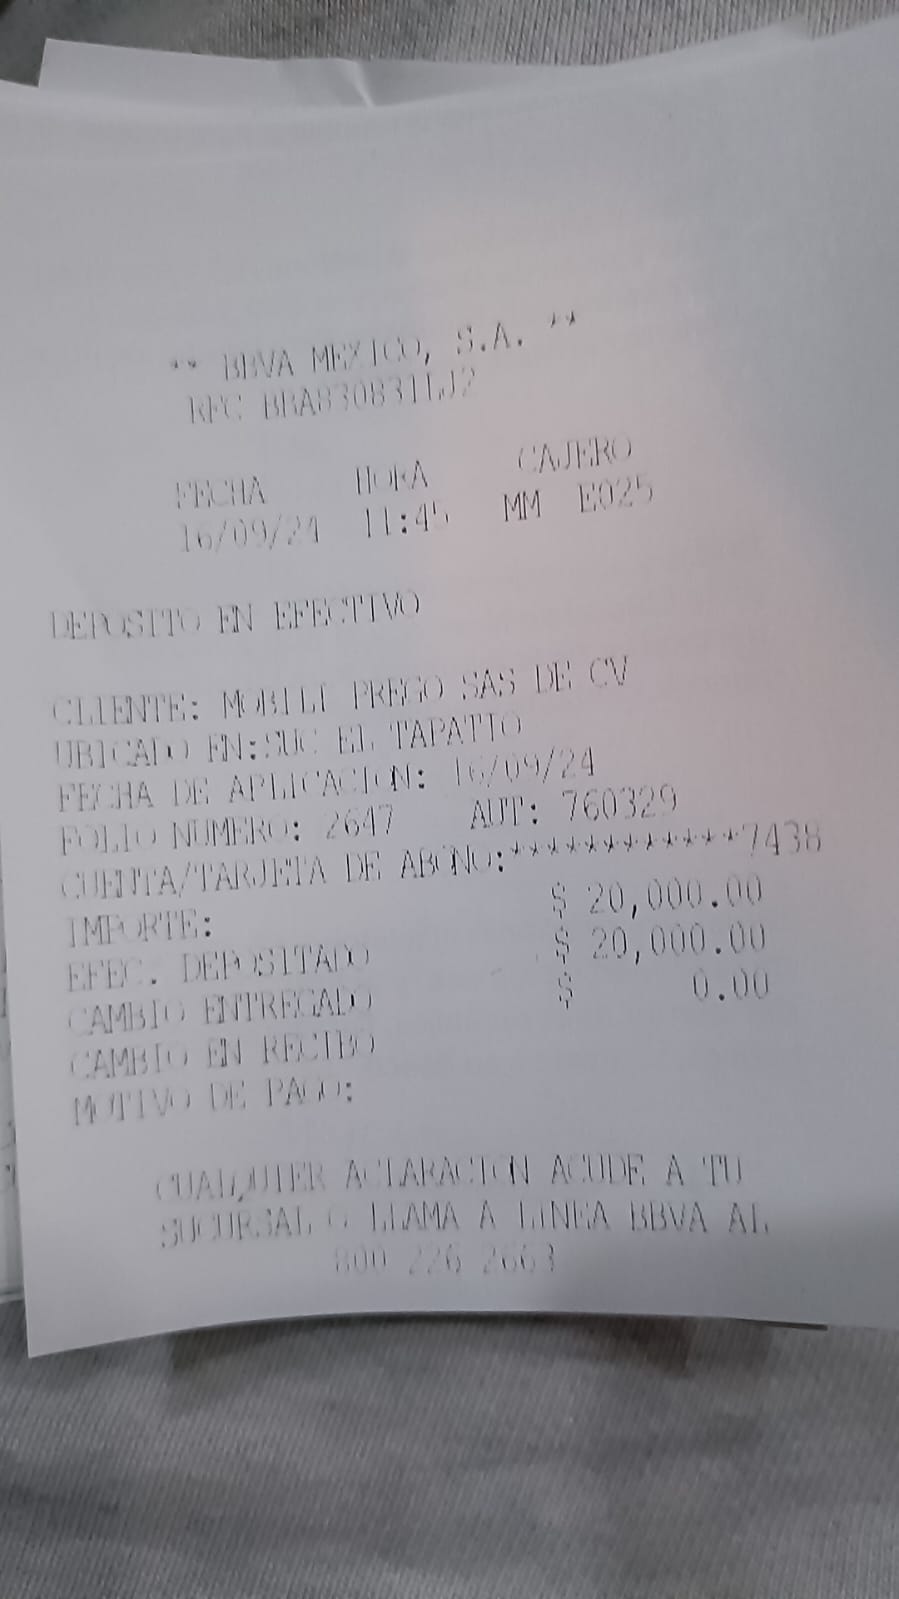 ** BBVA MEXICO, S.A. **
RFC BBA830831LJ2
FECHA HORA CAJERO
16/09/24 11:45 MM E025
DEPOSITO EN EFECTIVO
CLIENTE: MOBILI PREGO SAS DE CV
UBICADO EN:SUC EL TAPATIO
FECHA DE APLICACION: 16/09/24
FOLIO NUMERO: 2647 AUT: 760329
CUENTA/TARJETA DE ABONO:************7438
IMPORTE: $ 20,000.00
EFEC. DEPOSITADO $ 20,000.00
CAMBIO ENTREGADO $ 0.00
CAMBIO EN RECIBO
MOTIVO DE PAGO:
CUALQUIER ACLARACION ACUDE A TU
SUCURSAL O LLAMA A LINEA BBVA AL
800 226 2663